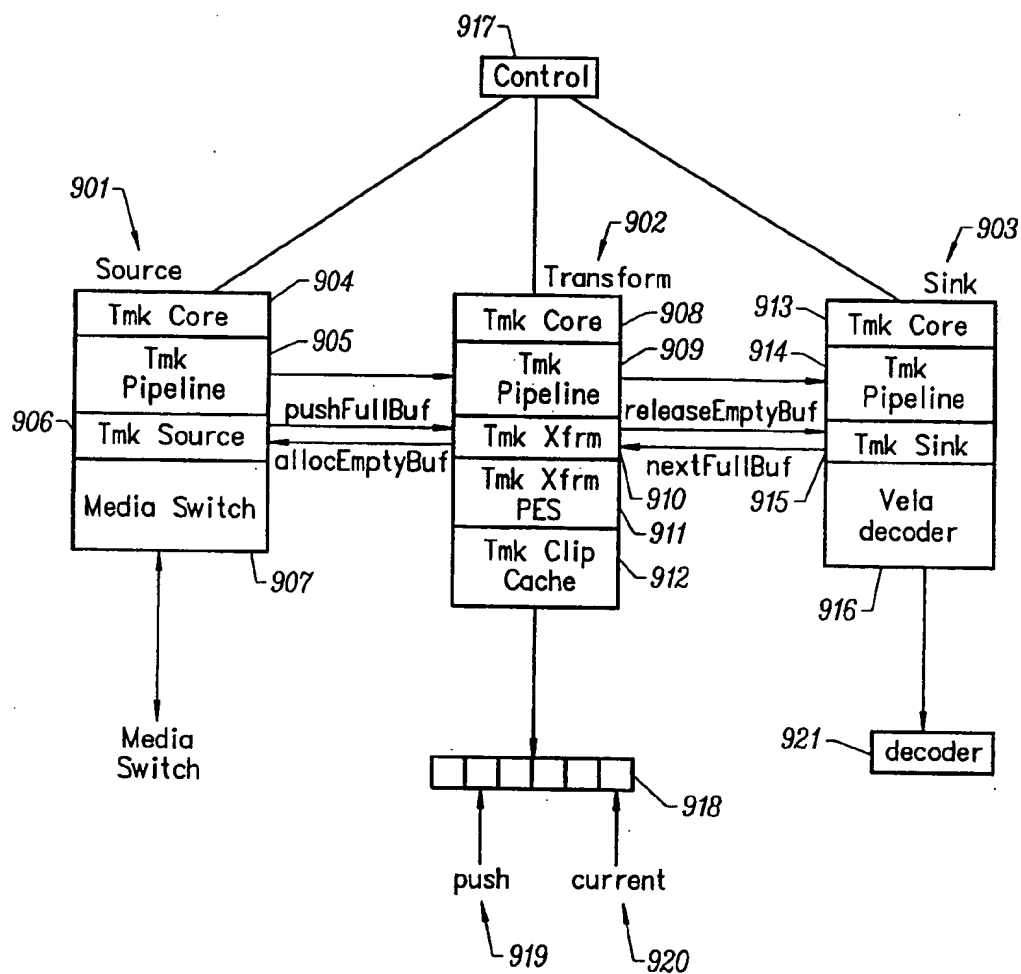 917
Control
901
902
903
Source
904
Transform
Sink
Tmk Core
905
Tmk Core
908
913
Tmk Core
Tmk
Pipeline
Tmk
Pipeline
909
914
Tmk
Pipeline
pushFullBuf
releaseEmptyBuf
906
Tmk Source
Tmk Xfrm
Tmk Sink
allocEmptyBuf
nextFullBuf
910
915
Media Switch
Tmk Xfrm
PES
911
Vela
decoder
907
Tmk Clip
Cache
912
916
Media
Switch
921
decoder
918
push
current
919
920